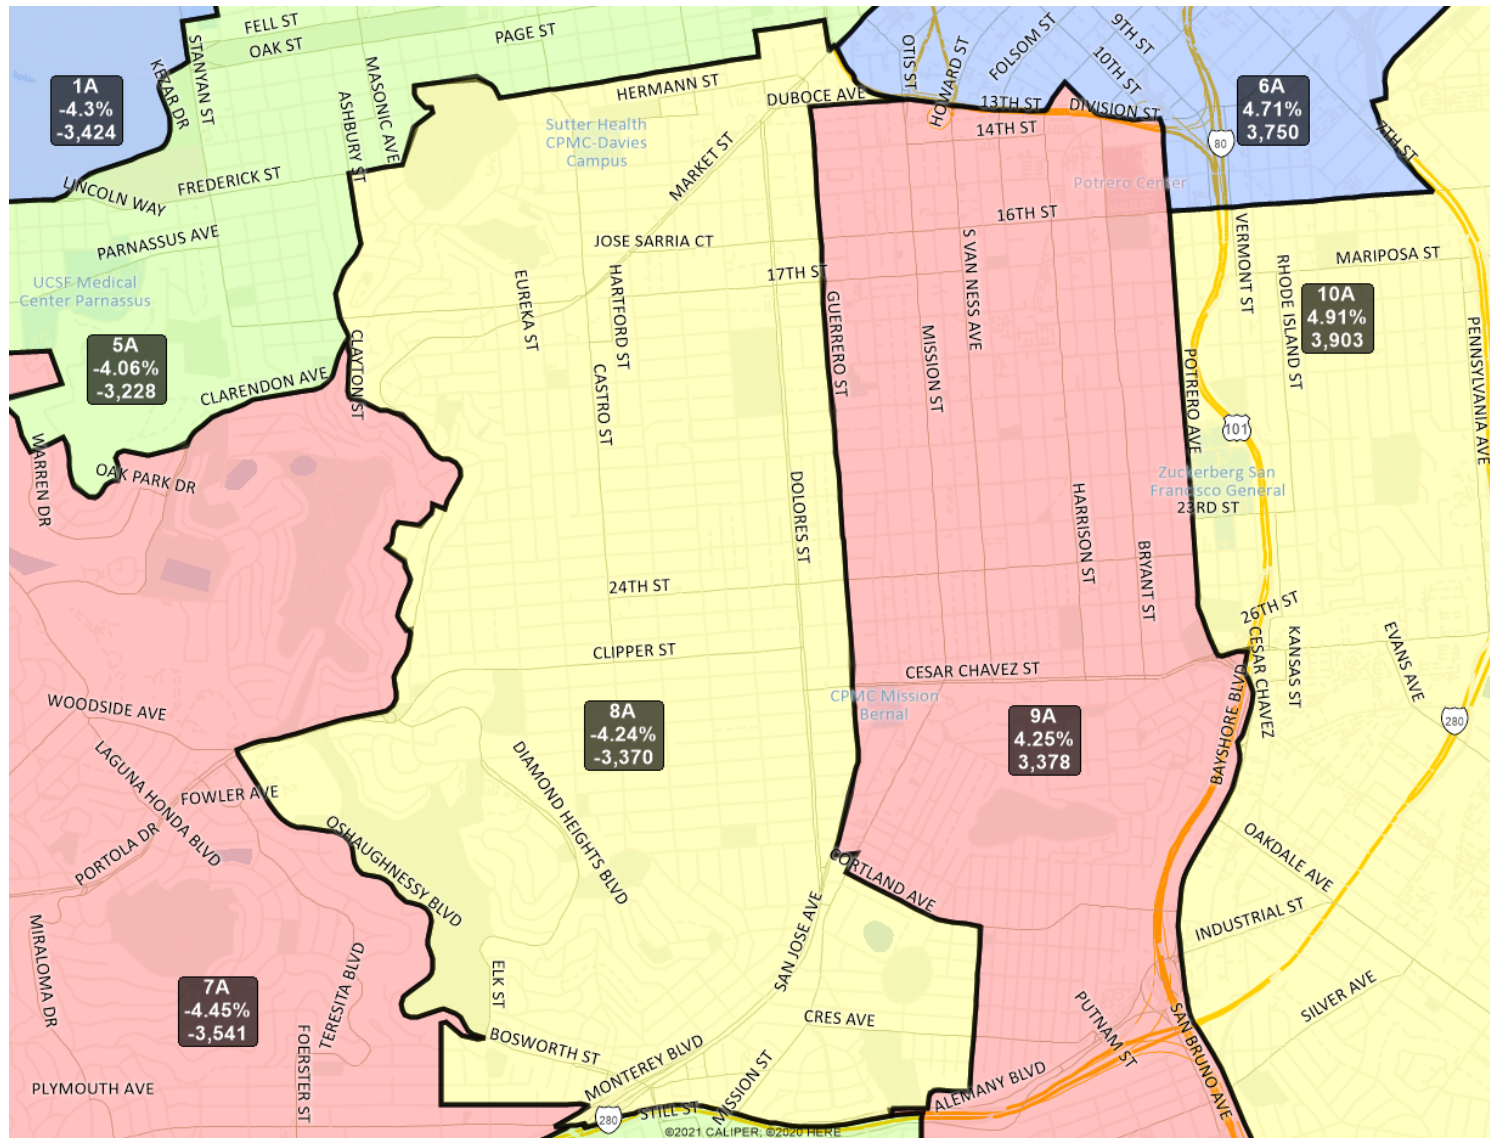 FELL ST
OAK ST
PAGE ST
STANYAN ST
KEZAR DR
MASONIC AVE
ASHBURY ST
1A
-4.3%
-3,424
LINCOLN WAY
FREDERICK ST
PARNASSUS AVE
UCSF Medical
Center Parnassus
5A
-4.06%
-3,228
CLARENDON AVE
CLAYTON ST
WARREN DR
OAK PARK DR
HERMANN ST
DUBOCE AVE
Sutter Health
CPMC-Davies
Campus
MARKET ST
JOSE SARRIA CT
17TH ST
EUREKA ST
HARTFORD ST
CASTRO ST
GUERRERO ST
DOLORES ST
24TH ST
CLIPPER ST
OTIS ST
HOWARD ST
FOLSOM ST
9TH ST
10TH ST
13TH ST
DIVISION ST
14TH ST
6A
4.71%
3,750
80
7TH ST
Potrero Center
16TH ST
S VAN NESS AVE
MISSION ST
VERMONT ST
RHODE ISLAND ST
MARIPOSA ST
10A
4.91%
3,903
PENNSYLVANIA AVE
POTRERO AVE
101
Zuckerberg San
Francisco General
23RD ST
HARRISON ST
BRYANT ST
26TH ST
CESAR CHAVEZ
KANSAS ST
EVANS AVE
CESAR CHAVEZ ST
CPMC Mission
Bernal
8A
-4.24%
-3,370
9A
4.25%
3,378
BAYSHORE BLVD
280
WOODSIDE AVE
LAGUNA HONDA BLVD
FOWLER AVE
PORTOLA DR
OSHAUGHNESSY BLVD
DIAMOND HEIGHTS BLVD
CORTLAND AVE
OAKDALE AVE
INDUSTRIAL ST
SILVER AVE
MIRALOMA DR
TERESITA BLVD
7A
-4.45%
-3,541
FOERSTER ST
PLYMOUTH AVE
ELK ST
BOSWORTH ST
SAN JOSE AVE
CRES AVE
MONTEREY BLVD
MISSION ST
STILL ST
280
ALEMANY BLVD
PUTNAM ST
SAN BRUNO AVE
©2021 CALIPER; ©2020 HERE